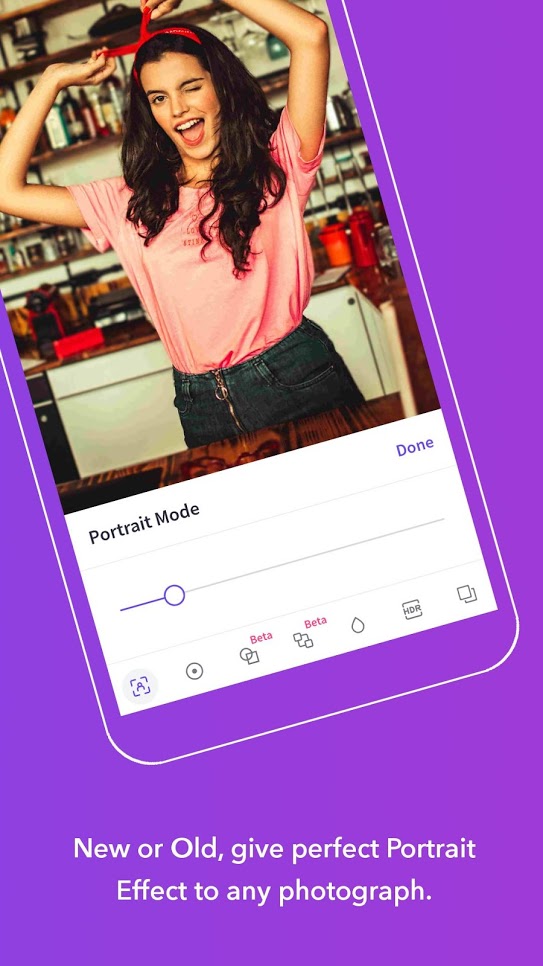 Done
Portrait Mode
Beta
Beta
HDR
New or Old, give perfect Portrait
Effect to any photograph.